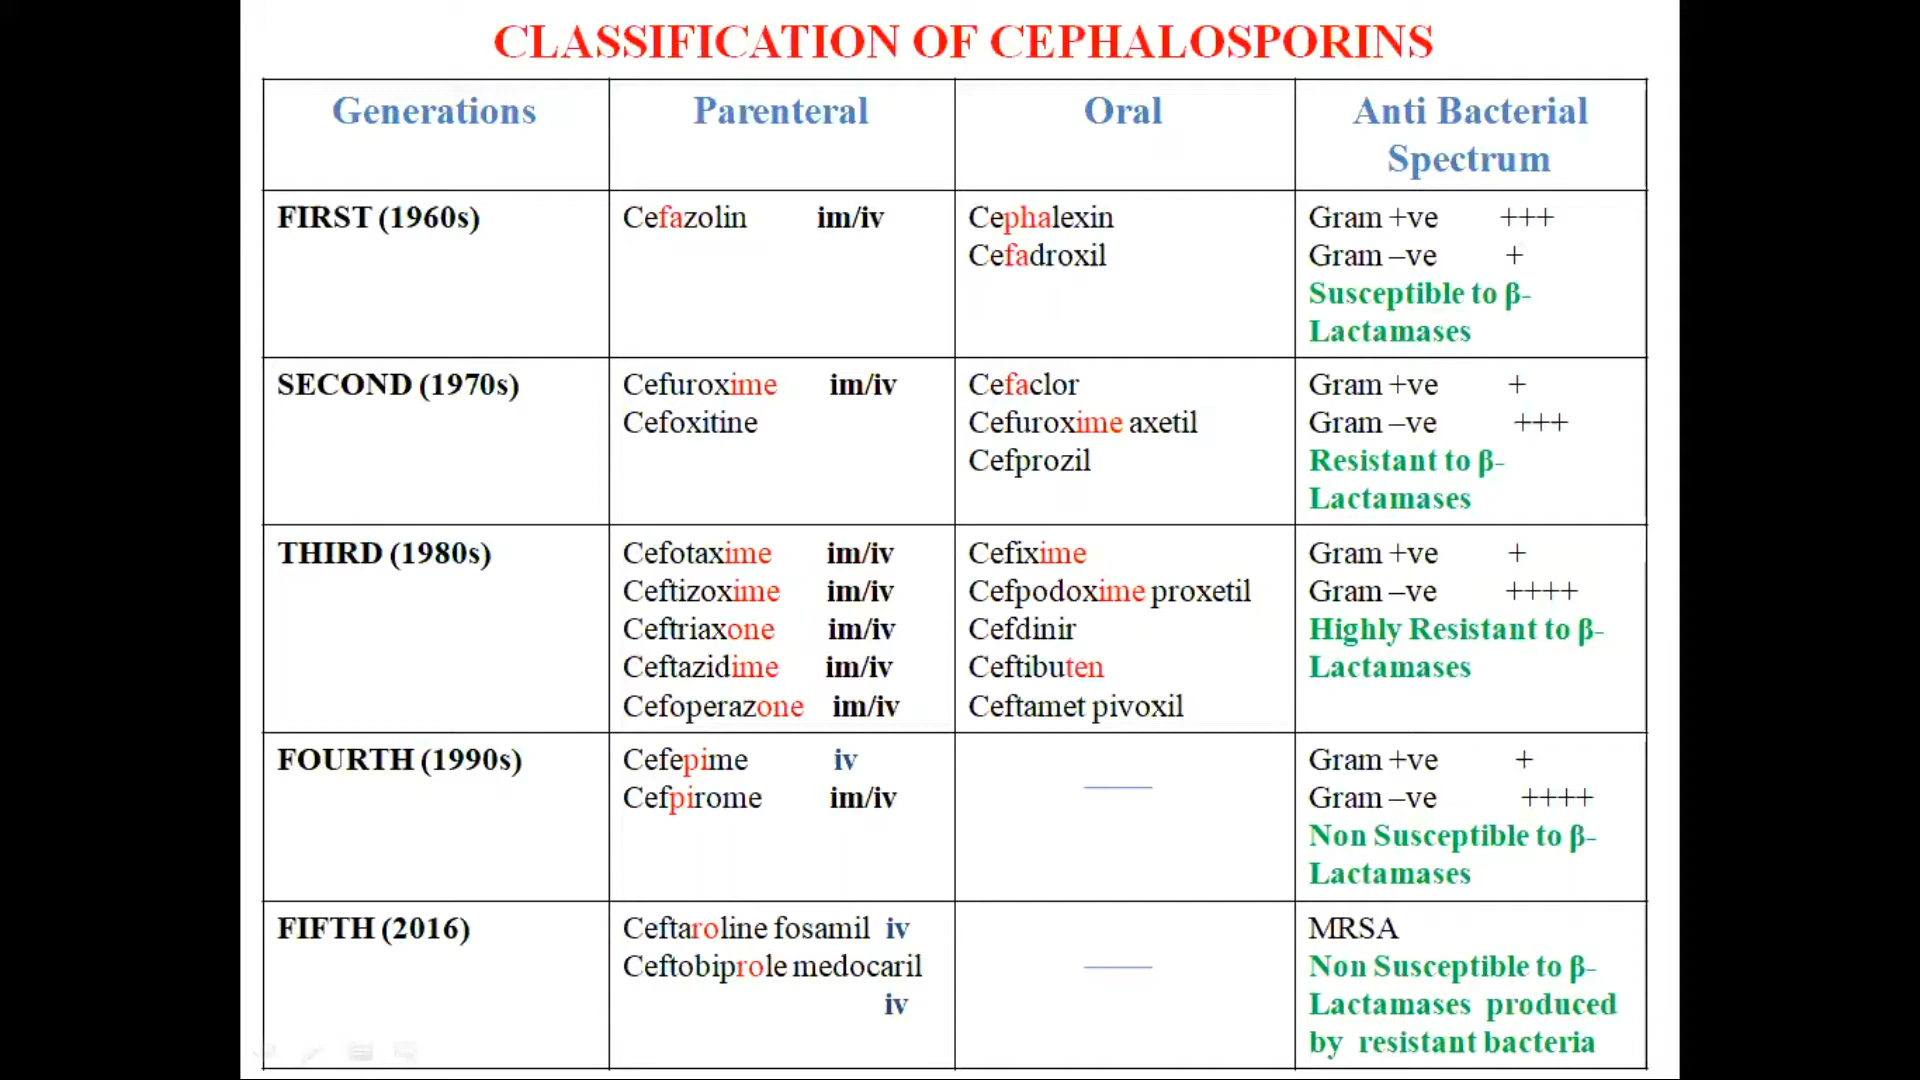 CLASSIFICATION OF CEPHALOSPORINS
Generations
Parenteral
Oral
Anti Bacterial
Spectrum
FIRST (1960s)
Cefazolin im/iv
Cephalexin
Cefadroxil
Gram +ve +++
Gram –ve +
Susceptible to β-
Lactamases
SECOND (1970s)
Cefuroxime im/iv
Cefoxitine
Cefaclor
Cefuroxime axetil
Cefprozil
Gram +ve +
Gram –ve +++
Resistant to β-
Lactamases
THIRD (1980s)
Cefotaxime im/iv
Ceftizoxime im/iv
Ceftriaxone im/iv
Ceftazidime im/iv
Cefoperazone im/iv
Cefixime
Cefpodoxime proxetil
Cefdinir
Ceftibuten
Ceftamet pivoxil
Gram +ve +
Gram –ve ++++
Highly Resistant to β-
Lactamases
FOURTH (1990s)
Cefepime iv
Cefpirome im/iv
Gram +ve +
Gram –ve ++++
Non Susceptible to β-
Lactamases
FIFTH (2016)
Ceftaroline fosamil iv
Ceftobiprole medocaril
iv
MRSA
Non Susceptible to β-
Lactamases produced
by resistant bacteria